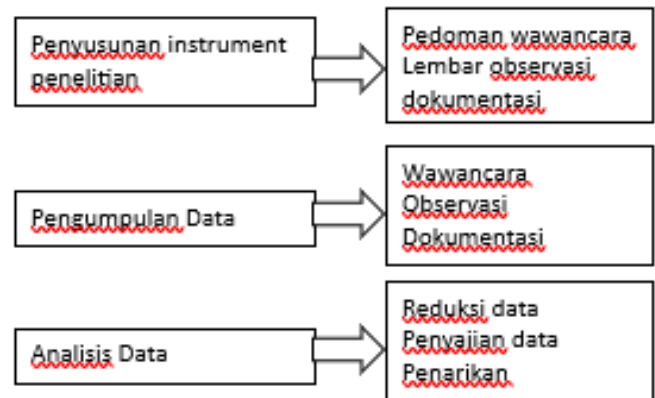 Penyusunan instrument
penelitian
Pedoman wawancara
Lembar observasi
dokumentasi
Pengumpulan Data
Wawancara
Observasi
Dokumentasi
Analisis Data
Reduksi data
Penyajian data
Penarikan